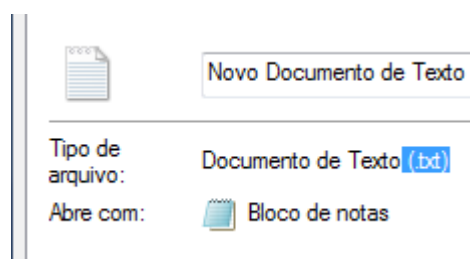 Novo Documento de Texto
Tipo de
arquivo:
Documento de Texto (.txt)
Abre com:
Bloco de notas